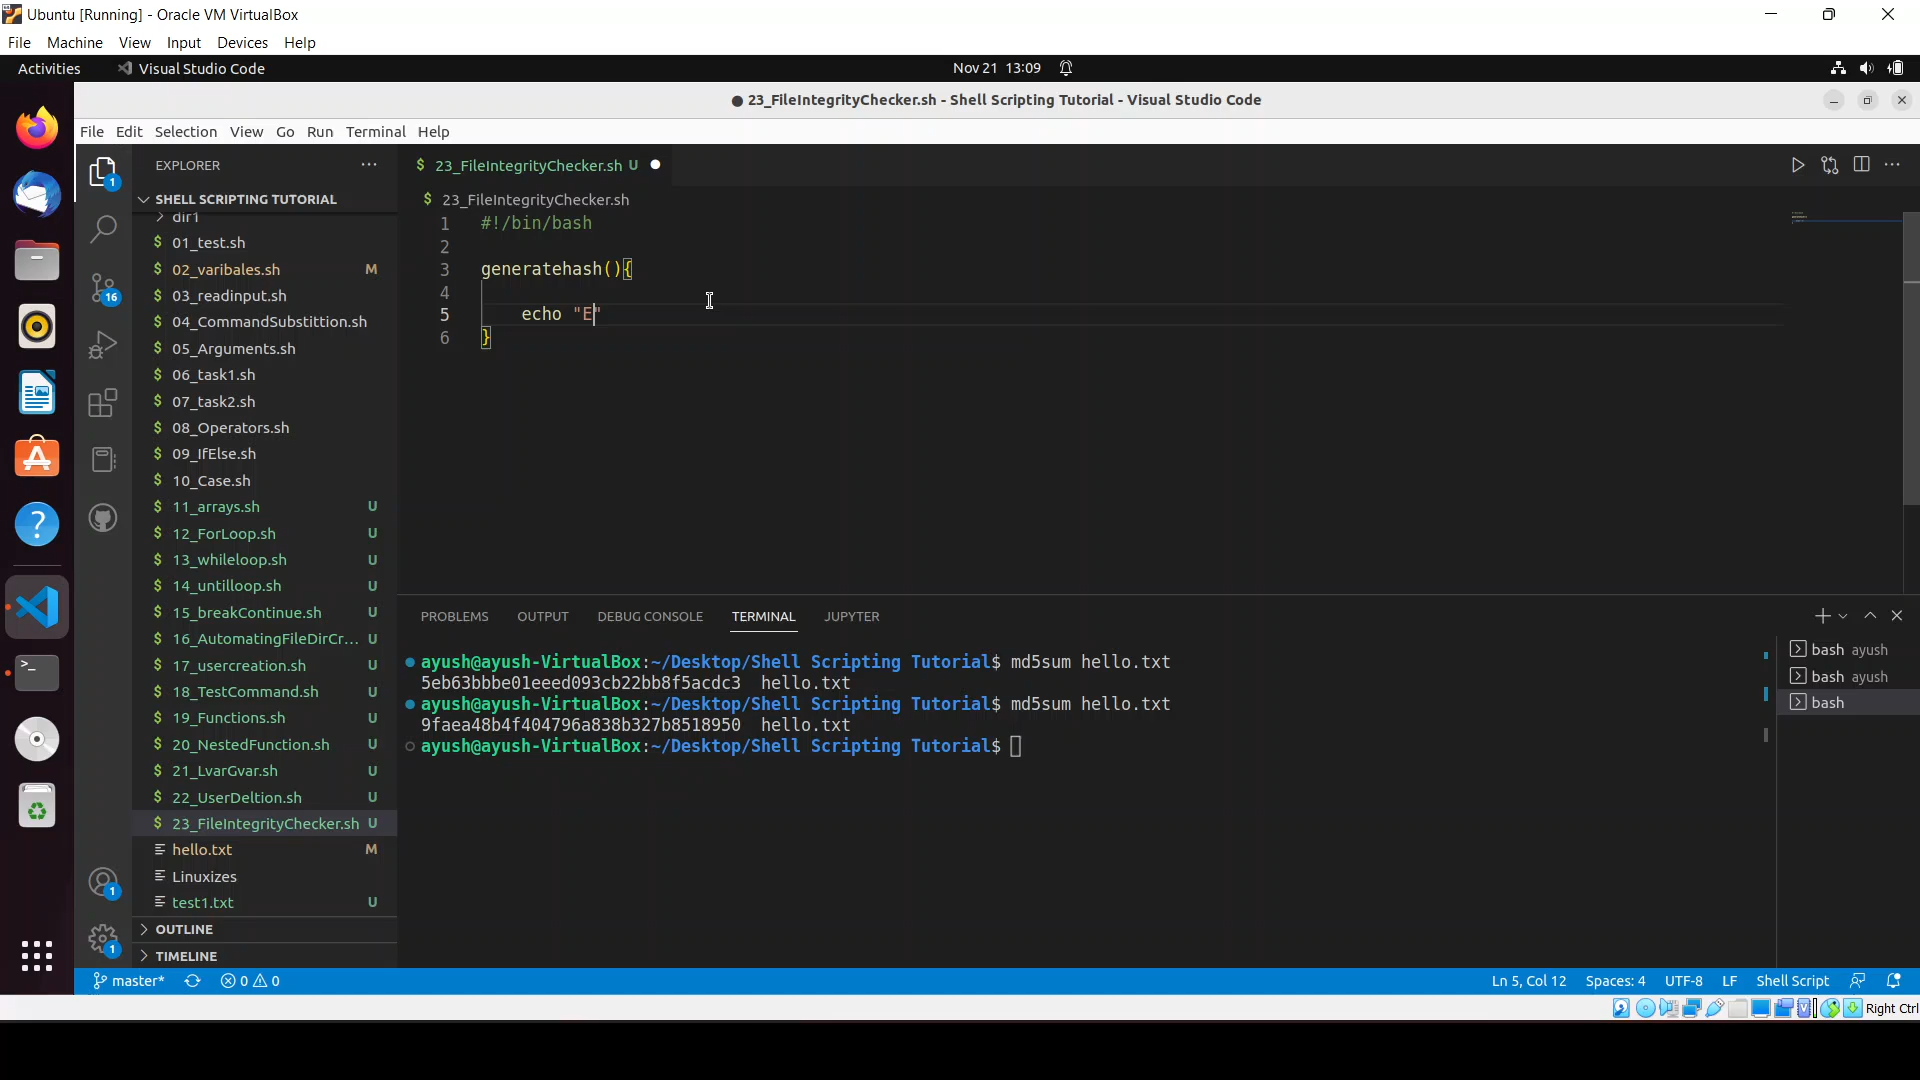 Ubuntu [Running] - Oracle VM VirtualBox
File Machine View Input Devices Help
Activities Visual Studio Code Nov 21 13:09
● 23_FileIntegrityChecker.sh - Shell Scripting Tutorial - Visual Studio Code
File Edit Selection View Go Run Terminal Help
EXPLORER
SHELL SCRIPTING TUTORIAL
dir1
$ 01_test.sh
$ 02_varibales.sh M
$ 03_readinput.sh
$ 04_CommandSubstittion.sh
$ 05_Arguments.sh
$ 06_task1.sh
$ 07_task2.sh
$ 08_Operators.sh
$ 09_IfElse.sh
$ 10_Case.sh
$ 11_arrays.sh U
$ 12_ForLoop.sh U
$ 13_whileloop.sh U
$ 14_untilloop.sh U
$ 15_breakContinue.sh U
$ 16_AutomatingFileDirCr... U
$ 17_usercreation.sh U
$ 18_TestCommand.sh U
$ 19_Functions.sh U
$ 20_NestedFunction.sh U
$ 21_LvarGvar.sh U
$ 22_UserDeltion.sh U
$ 23_FileIntegrityChecker.sh U
hello.txt M
Linuxizes
test1.txt U
OUTLINE
TIMELINE
1
16
1
1
$ 23_FileIntegrityChecker.sh U ●
$ 23_FileIntegrityChecker.sh
1 #!/bin/bash
2
3 generatehash(){
4
5 echo "E"
6 }
PROBLEMS OUTPUT DEBUG CONSOLE TERMINAL JUPYTER
ayush@ayush-VirtualBox:~/Desktop/Shell Scripting Tutorial$ md5sum hello.txt
5eb63bbbe01eeed093cb22bb8f5acdc3 hello.txt
ayush@ayush-VirtualBox:~/Desktop/Shell Scripting Tutorial$ md5sum hello.txt
9faea48b4f404796a838b327b8518950 hello.txt
ayush@ayush-VirtualBox:~/Desktop/Shell Scripting Tutorial$
bash ayush
bash ayush
bash
master* 0 0 Ln 5, Col 12 Spaces: 4 UTF-8 LF Shell Script
Right Ctrl